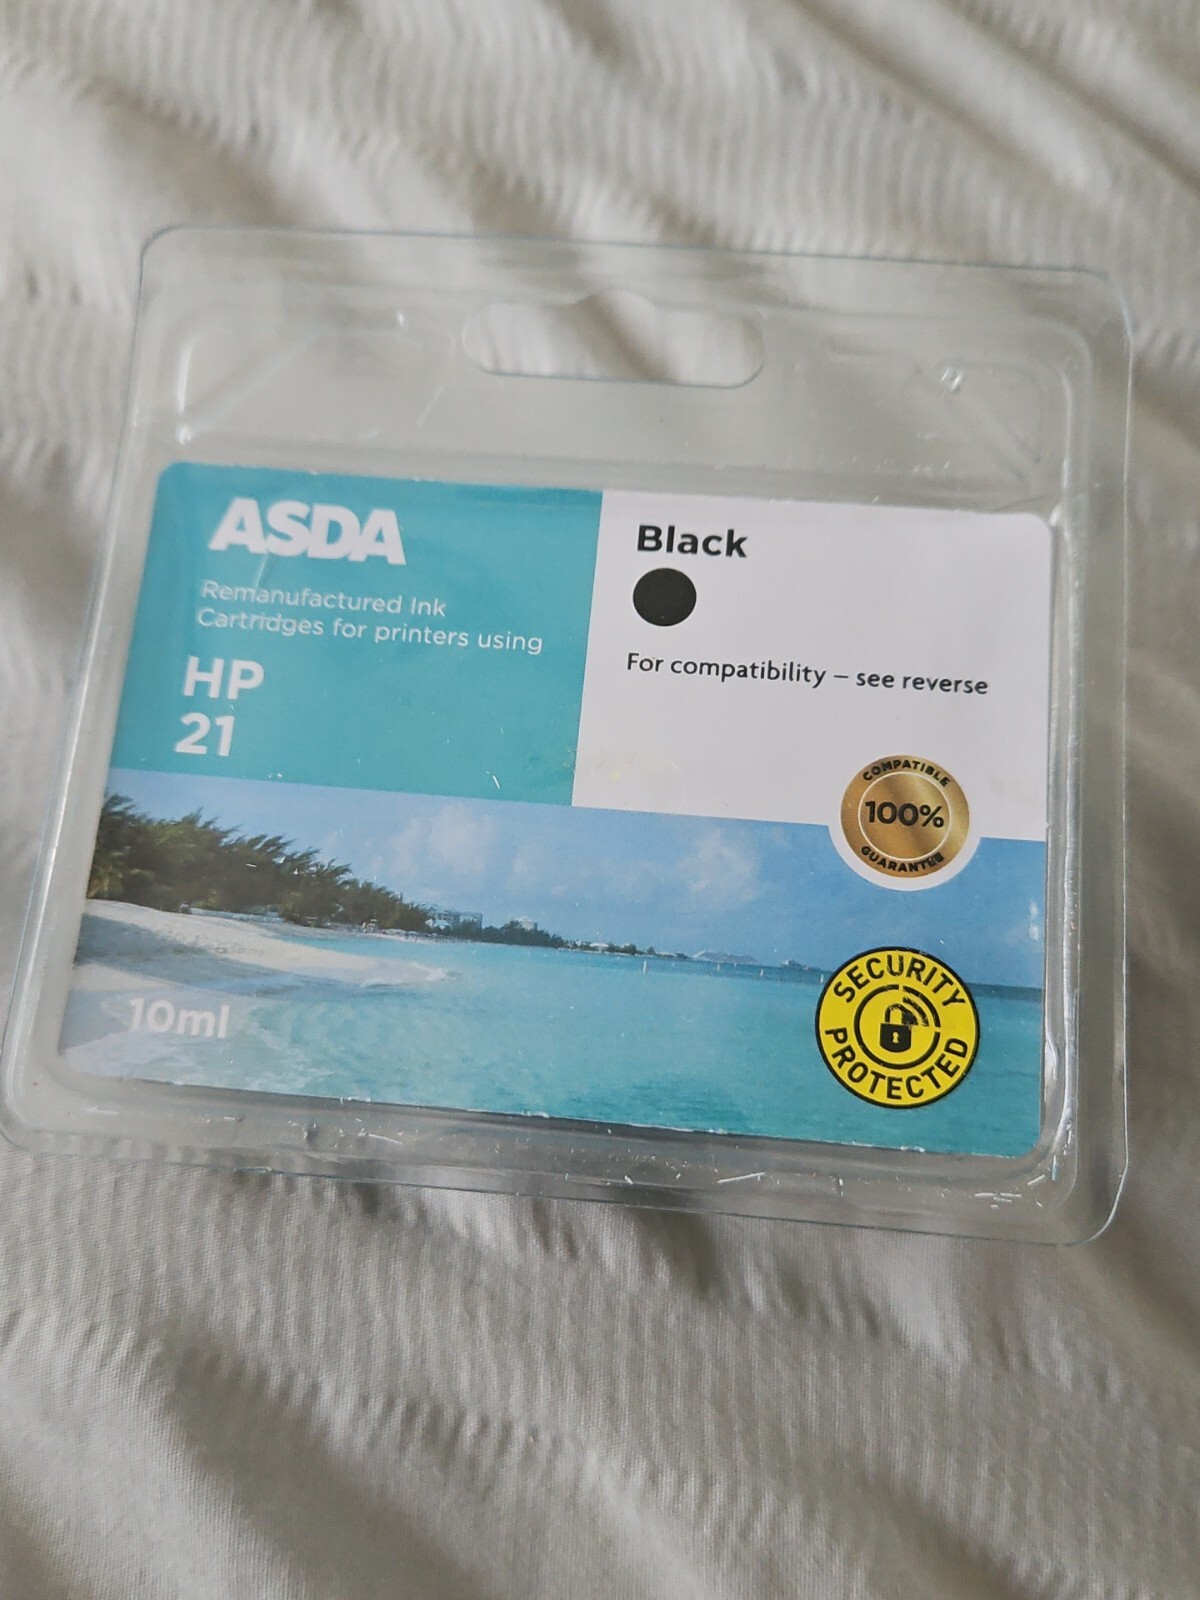 ASDA
Remanufactured Ink
Cartridges for printers using
HP
21
Black
For compatibility – see reverse
COMPATIBLE
100%
GUARANTEE
SECURITY
PROTECTED
10ml